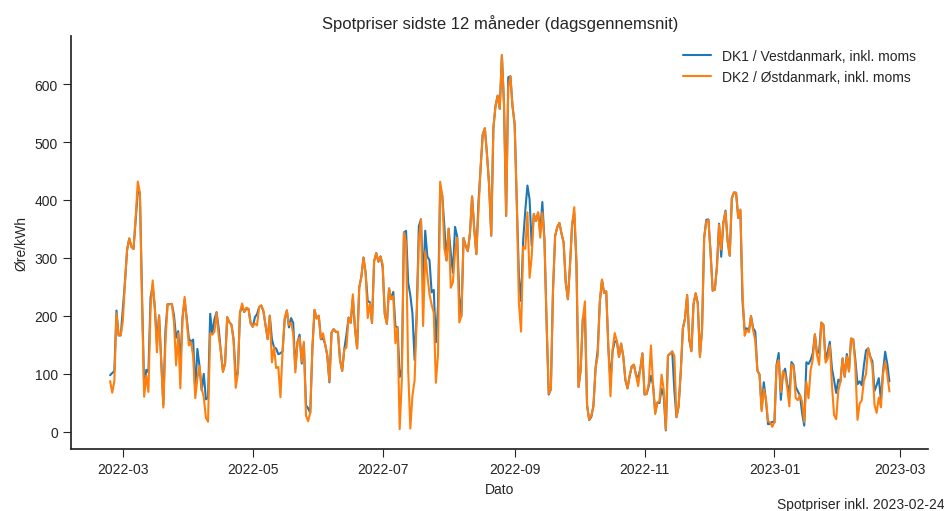 Spotpriser sidste 12 måneder (dagsgennemsnit)
DK1 / Vestdanmark, inkl. moms
DK2 / Østdanmark, inkl. moms
Øre/kWh
600
500
400
300
200
100
0
2022-03
2022-05
2022-07
2022-09
2022-11
2023-01
2023-03
Dato
Spotpriser inkl. 2023-02-24